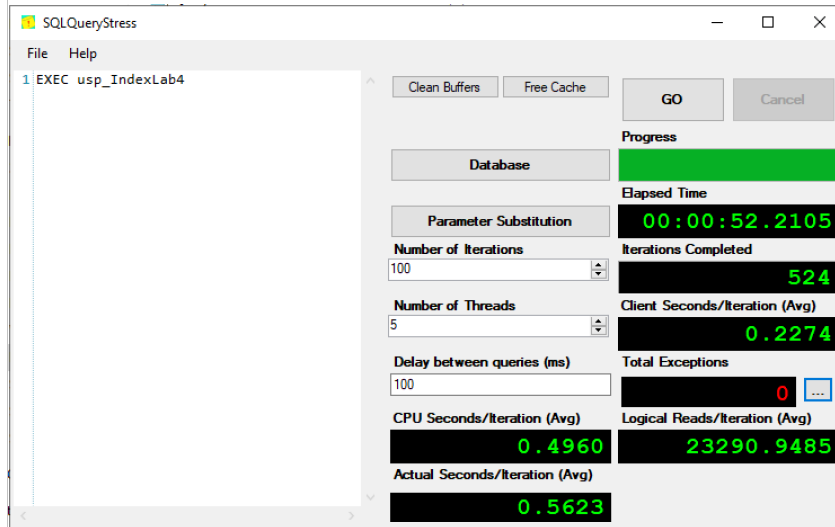 SQLQueryStress
File Help
1 EXEC usp_IndexLab4
Clean Buffers
Free Cache
GO
Cancel
Progress
Database
Elapsed Time
00:00:52.2105
Parameter Substitution
Number of Iterations
100
Iterations Completed
524
Number of Threads
5
Client Seconds/Iteration (Avg)
0.2274
Delay between queries (ms)
100
Total Exceptions
0
...
CPU Seconds/Iteration (Avg)
0.4960
Logical Reads/Iteration (Avg)
23290.9485
Actual Seconds/Iteration (Avg)
0.5623